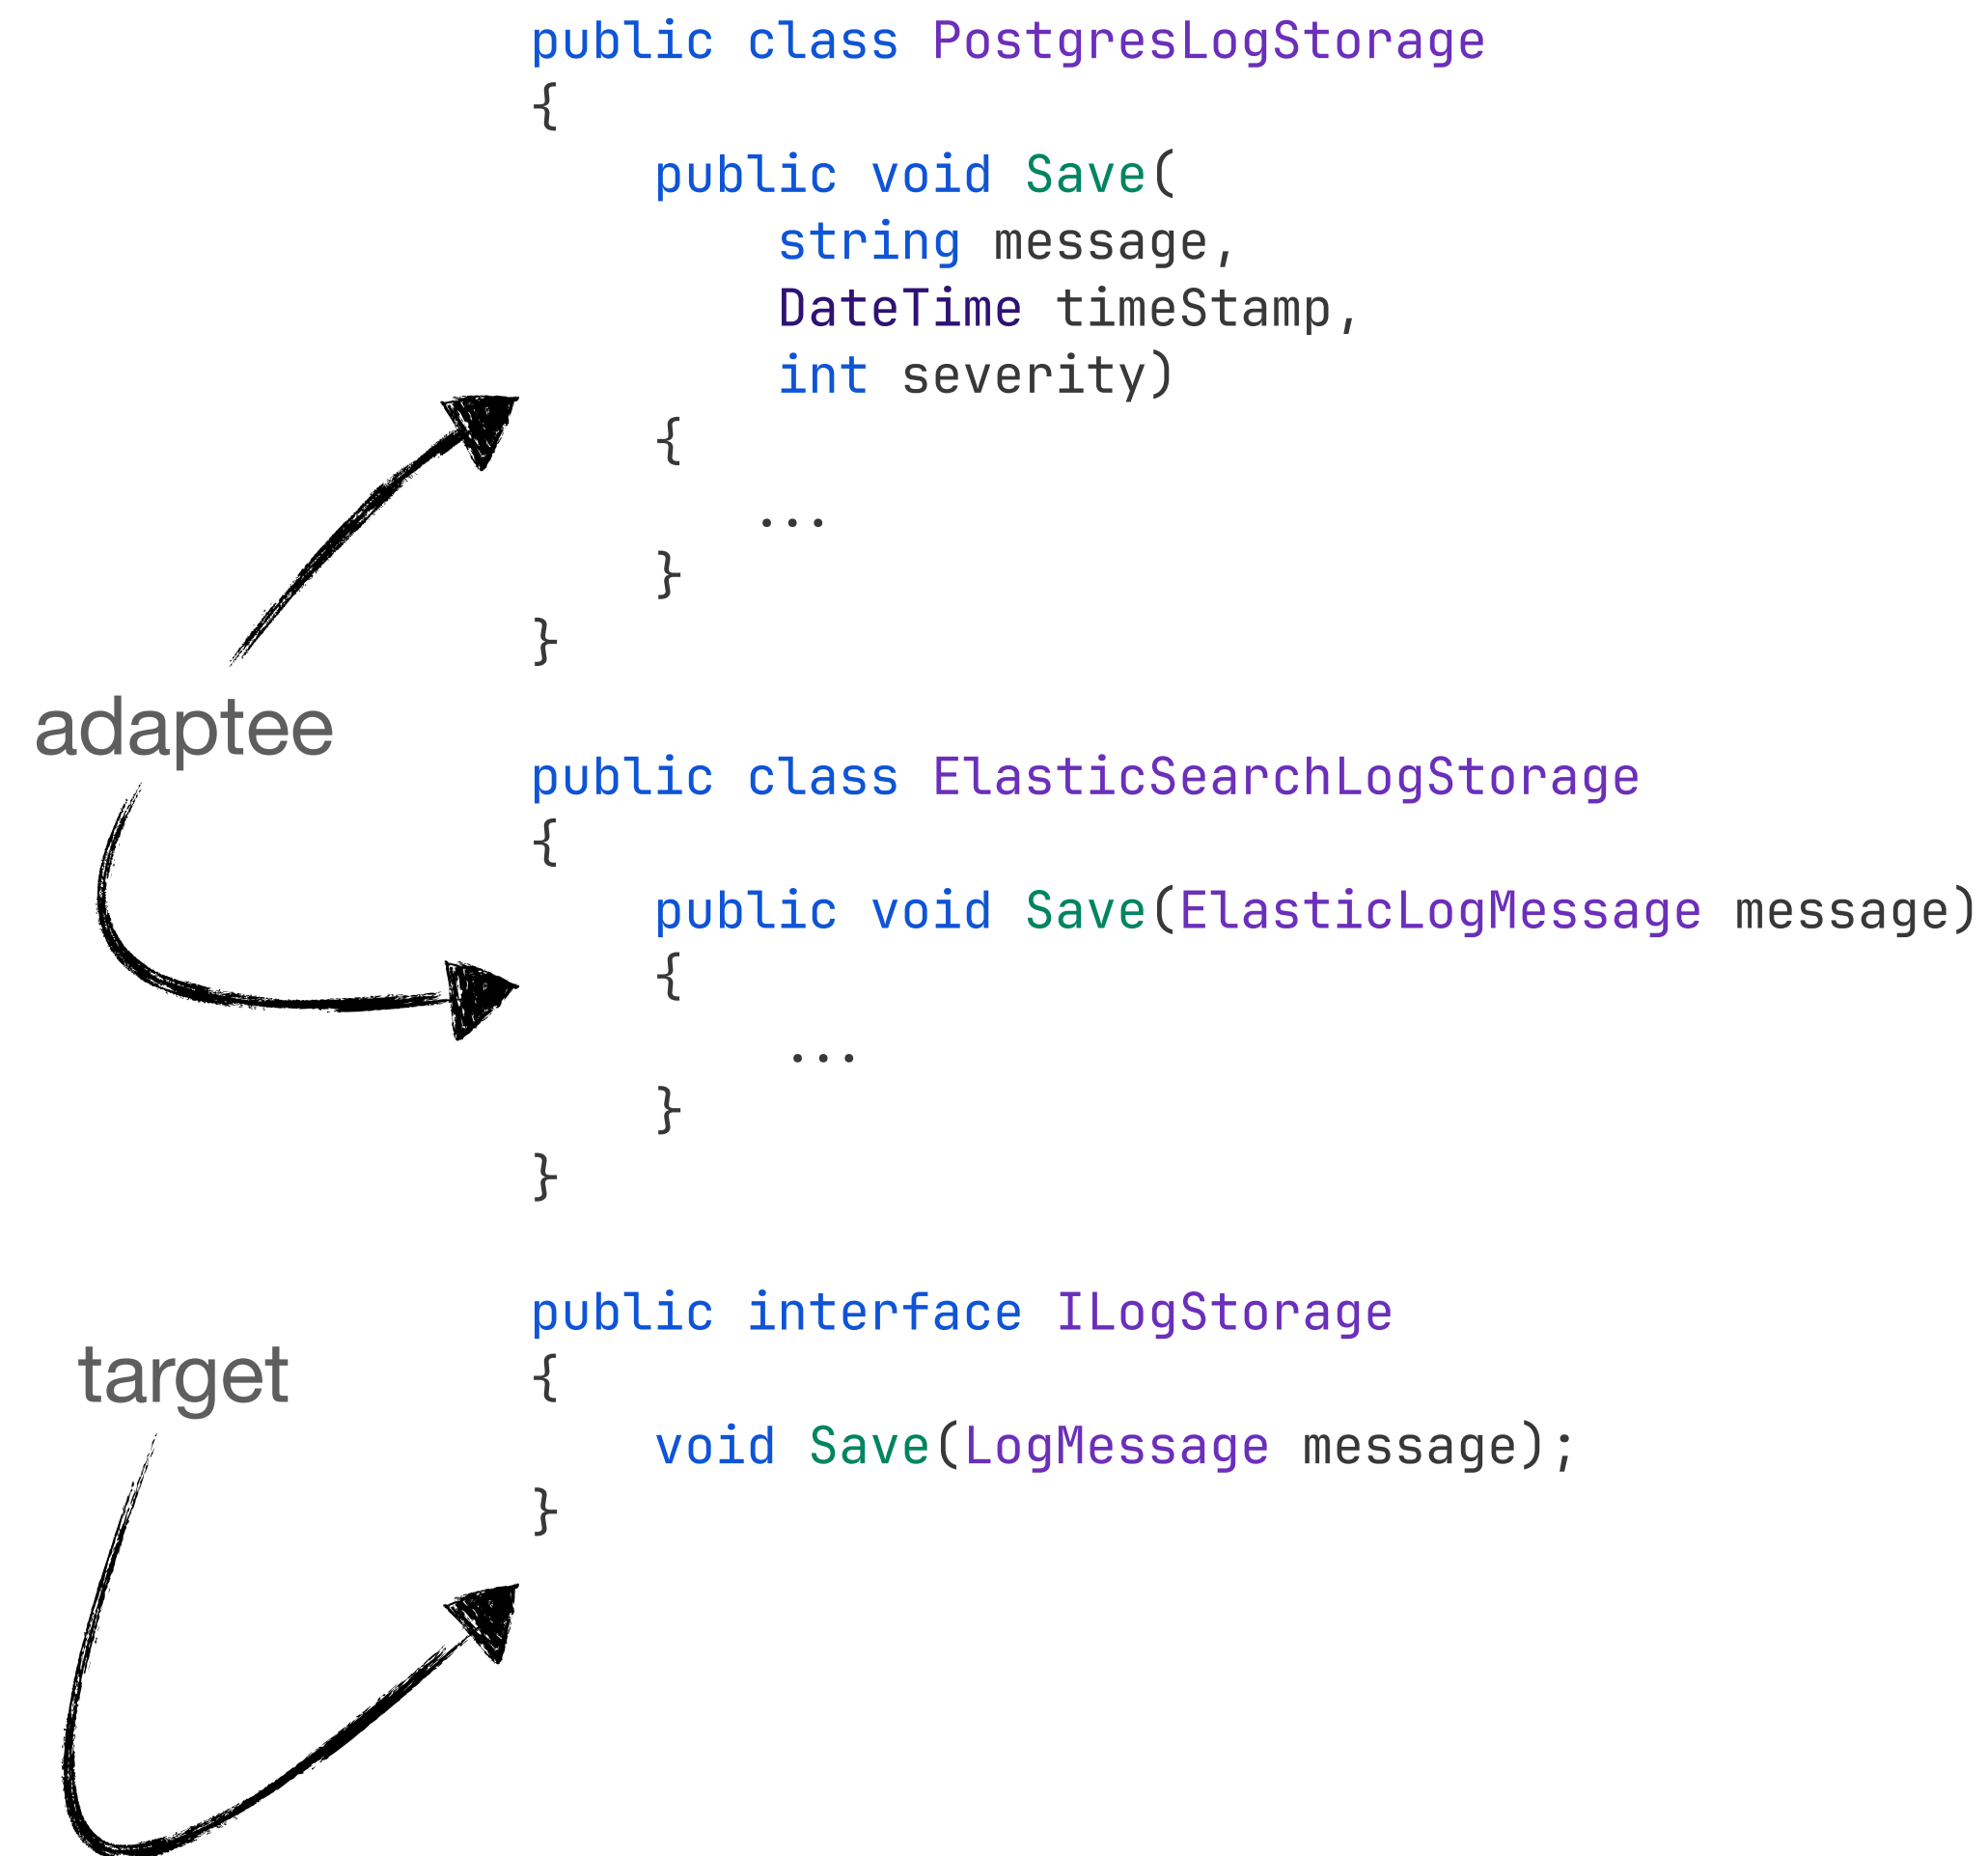 public class PostgresLogStorage
{
public void Save(
string message,
DateTime timeStamp,
int severity)
{
...
}
}
adaptee
public class ElasticSearchLogStorage
{
public void Save(ElasticLogMessage message)
{
...
}
}
public interface ILogStorage
target
{
void Save(LogMessage message);
}